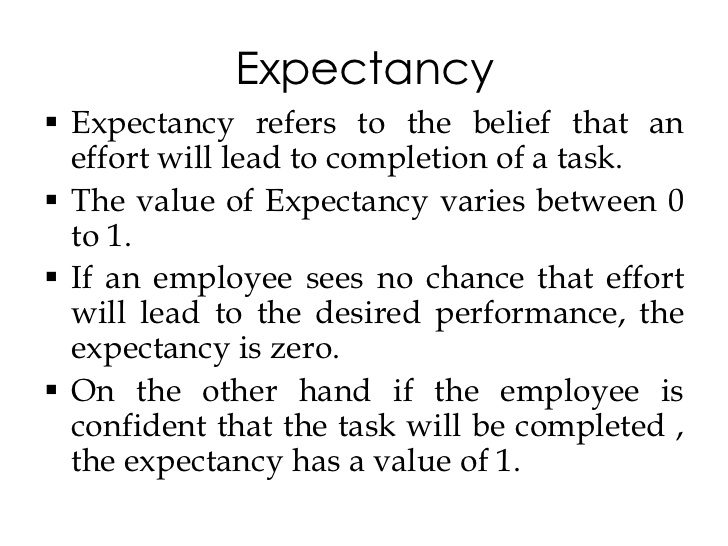 Expectancy
▪ Expectancy refers to the belief that an
effort will lead to completion of a task.
▪ The value of Expectancy varies between 0
to 1.
▪ If an employee sees no chance that effort
will lead to the desired performance, the
expectancy is zero.
▪ On the other hand if the employee is
confident that the task will be completed ,
the expectancy has a value of 1.